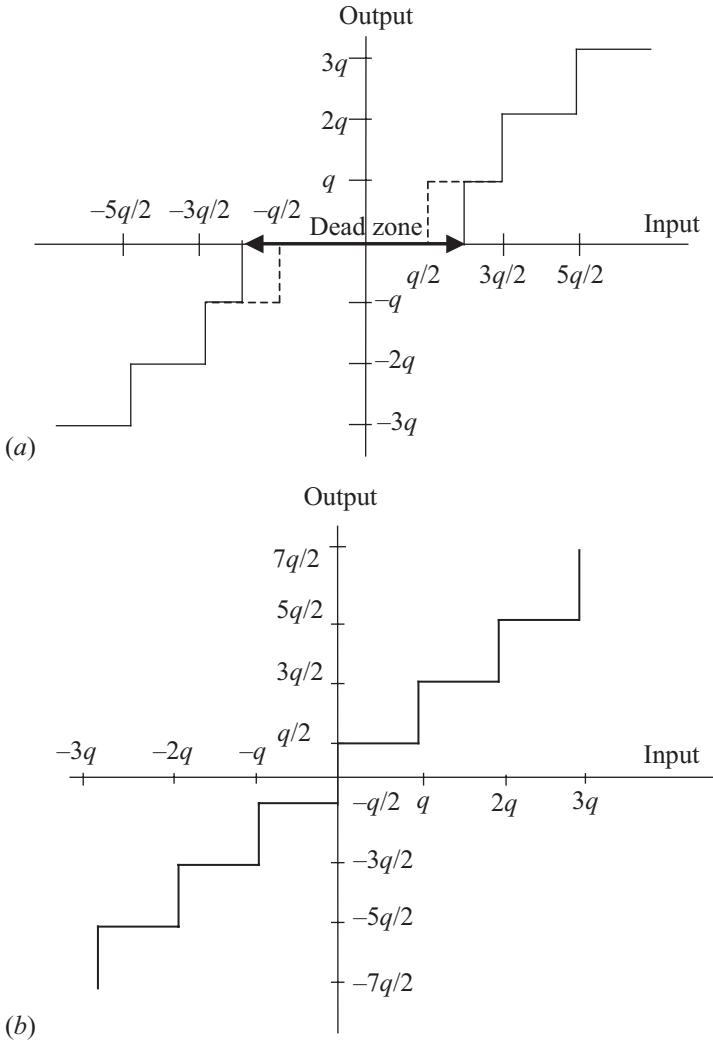 Output
3q
2q
q
−5q/2 −3q/2 −q/2
Dead zone
Input
q/2 3q/2 5q/2
−q
−2q
−3q
(a)
Output
7q/2
5q/2
3q/2
q/2
−3q −2q −q
Input
−q/2 q 2q 3q
−3q/2
−5q/2
−7q/2
(b)